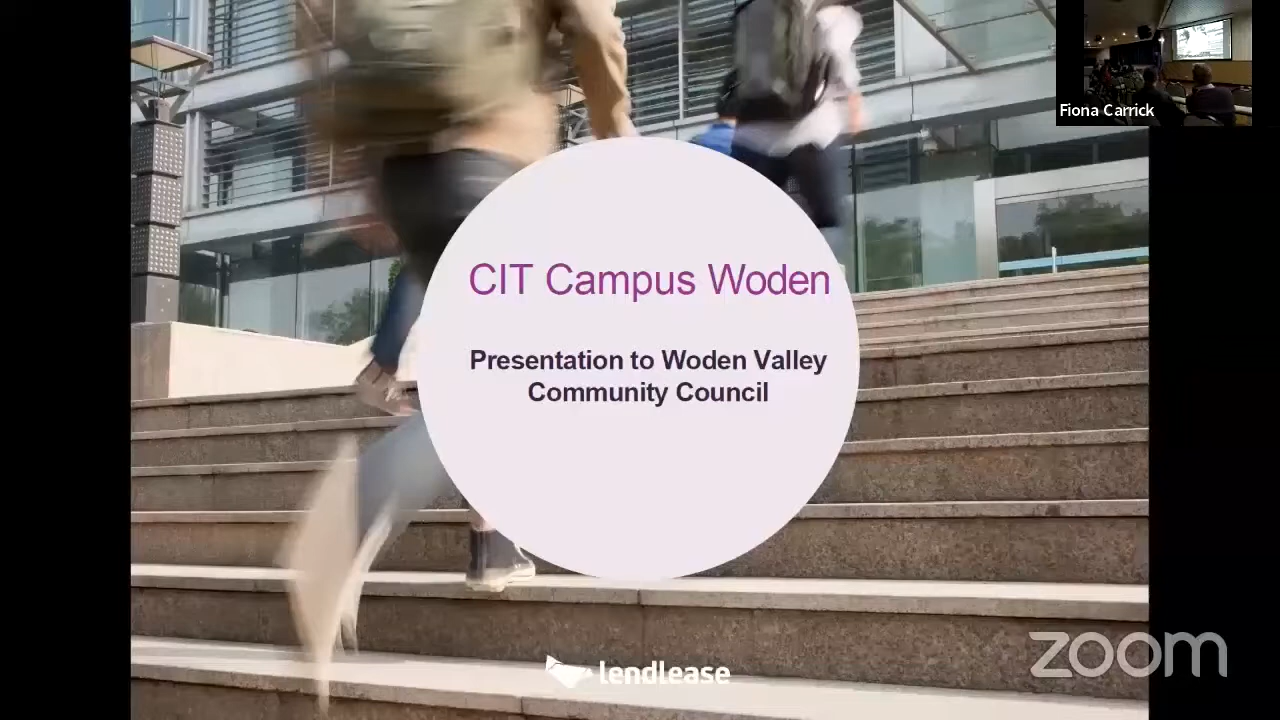 Fiona Carrick
CIT Campus Woden
Presentation to Woden Valley
Community Council
lendlease
zoom